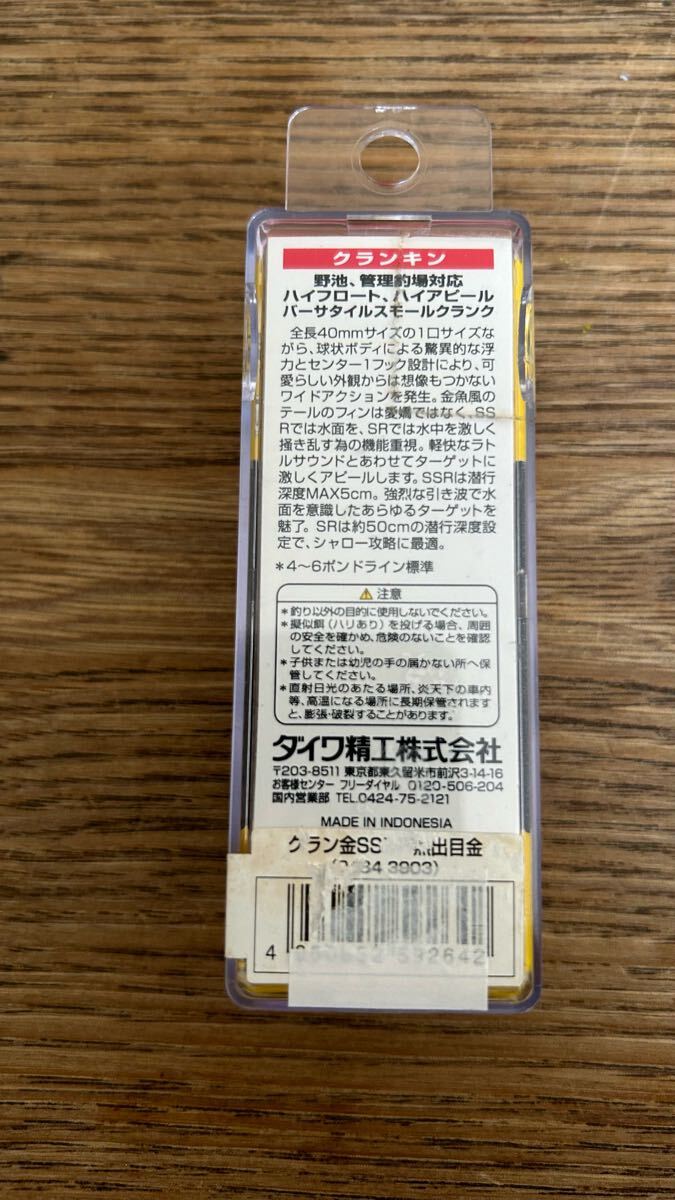 クランキン
野池、管理釣場対応
ハイフロート、ハイアピール
バーサタイルスモールクランク
全長40mmサイズの1口サイズな
がら、球状ボディによる驚異的な浮
力とセンター1フック設計により、可
愛らしい外観からは想像もつかない
ワイドアクションを発生。金魚風の
テールのフィンは愛嬌ではなく、SS
Rでは水面を、SRでは水中を激しく
掻き乱す為の機能重視。軽快なラト
ルサウンドとあわせてターゲットに
激しくアピールします。SSRは潜行
深度MAX5cm。強烈な引き波で水
面を意識したあらゆるターゲットを
魅了。SRは約50cmの潜行深度設
定で、シャロー攻略に最適。
*4〜6ポンドライン標準
注意
*釣り以外の目的に使用しないでください。
*擬似餌(ハリあり)を投げる場合、周囲
の安全を確かめ、危険のないことを確認
してください。
*子供または幼児の手の届かない所へ保
管してください。
*直射日光のあたる場所、炎天下の車内
等、高温になる場所に長期保管されます
と、膨張・破裂することがあります。
ダイワ精工株式会社
〒203-8511 東京都東久留米市前沢3-14-16
お客様センター フリーダイヤル 0120-506-204
国内営業部 TEL.0424-75-2121
MADE IN INDONESIA
クラン金SS 出目金
3903)
4 592642